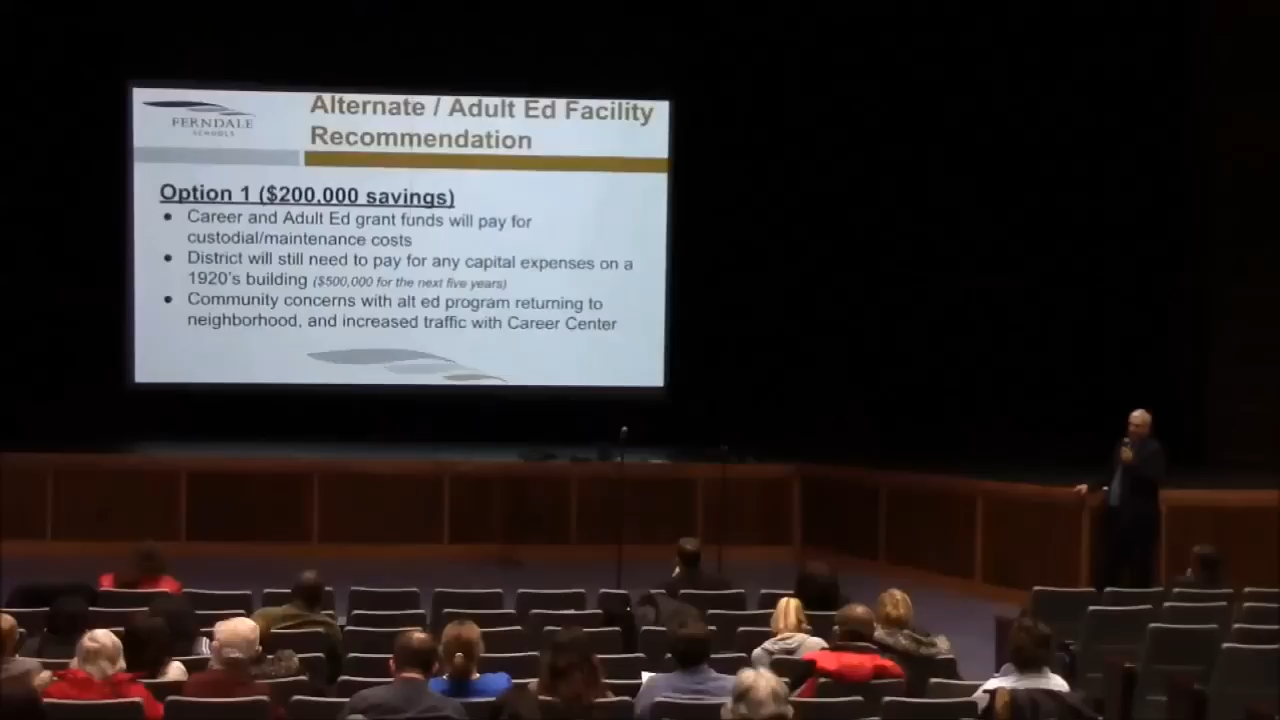 FERNDALE
SCHOOLS
Alternate / Adult Ed Facility
Recommendation
Option 1 ($200,000 savings)
● Career and Adult Ed grant funds will pay for
custodial/maintenance costs
● District will still need to pay for any capital expenses on a
1920's building ($500,000 for the next five years)
● Community concerns with alt ed program returning to
neighborhood, and increased traffic with Career Center